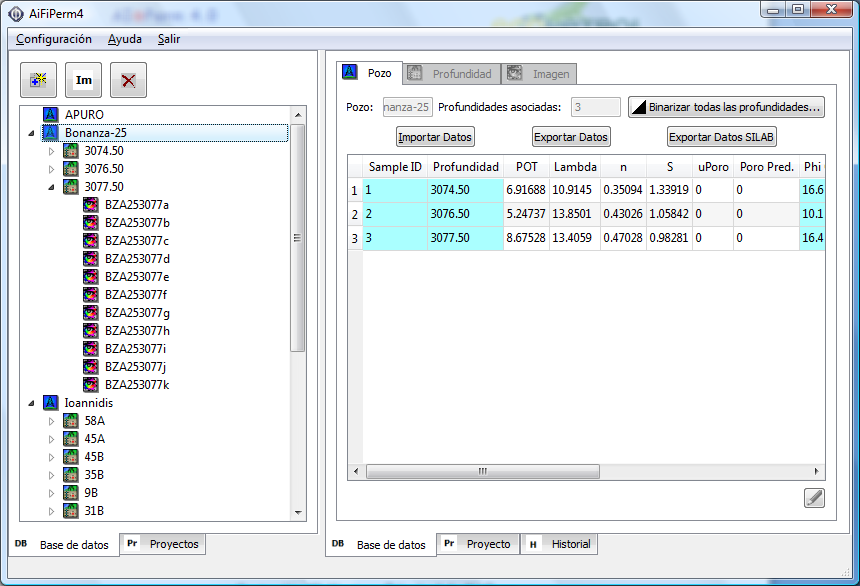 AiFiPerm4
Configuración Ayuda Salir
Im
APURO
Bonanza-25
3074.50
3076.50
3077.50
BZA253077a
BZA253077b
BZA253077c
BZA253077d
BZA253077e
BZA253077f
BZA253077g
BZA253077h
BZA253077i
BZA253077j
BZA253077k
Ioannidis
58A
45A
45B
35B
9B
31B
DB Base de datos Pr Proyectos
Pozo Profundidad Imagen
Pozo: nanza-25 Profundidades asociadas: 3 Binarizar todas las profundidades...
Importar Datos Exportar Datos Exportar Datos SILAB
Sample ID Profundidad POT Lambda n S uPoro Poro Pred. Phi
1 1 3074.50 6.91688 10.9145 0.35094 1.33919 0 0 16.6
2 2 3076.50 5.24737 13.8501 0.43026 1.05842 0 0 10.1
3 3 3077.50 8.67528 13.4059 0.47028 0.98281 0 0 16.4
DB Base de datos Pr Proyecto H Historial